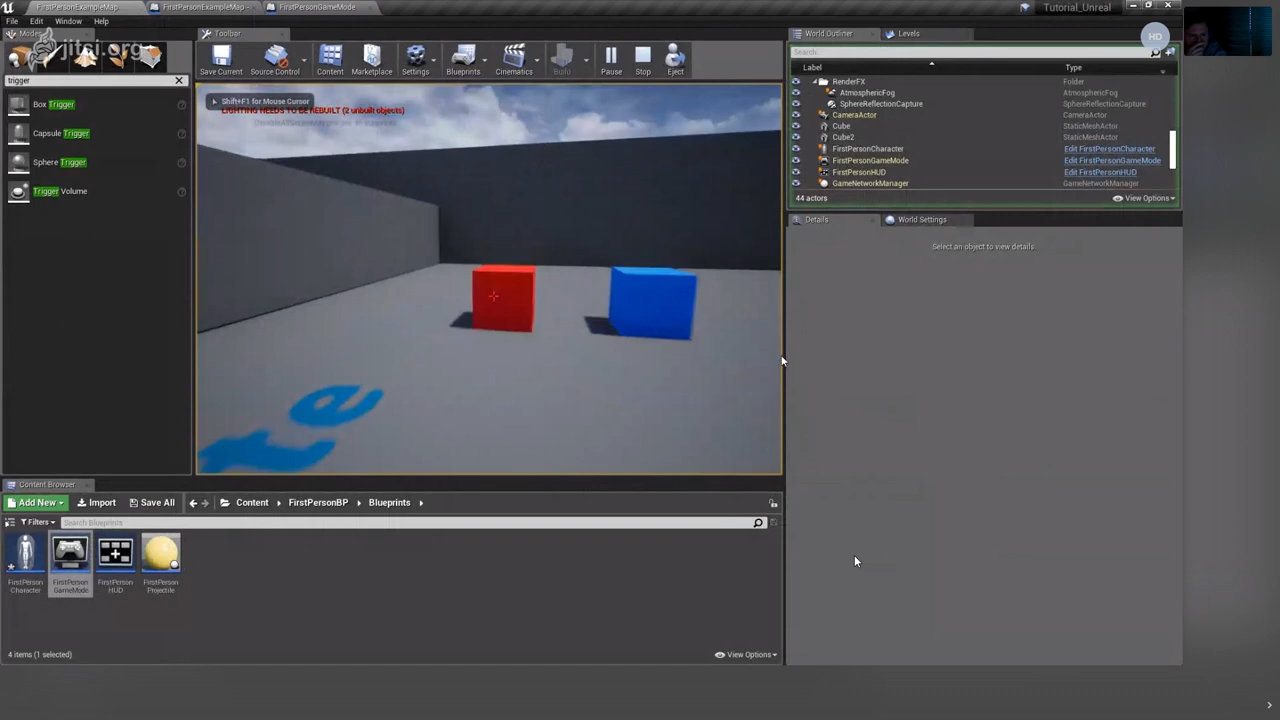 FirstPersonExampleMap
FirstPersonExampleMap -
FirstPersonGameMode
Tutorial_Unreal
File
Edit
Window
Help
HD
jitsi.org
Modes
Toolbar
World Outliner
Levels
Save Current
Source Control
Content
Marketplace
Settings
Blueprints
Cinematics
Build
Pause
Stop
Eject
Search...
trigger
Label
Type
Box Trigger
Capsule Trigger
Sphere Trigger
Trigger Volume
Shift+F1 for Mouse Cursor
LIGHTING NEEDS TO BE REBUILT (2 unbuilt objects)
RenderFX Folder
AtmosphericFog AtmosphericFog
SphereReflectionCapture SphereReflectionCapture
CameraActor CameraActor
Cube StaticMeshActor
Cube2 StaticMeshActor
FirstPersonCharacter Edit FirstPersonCharacter
FirstPersonGameMode Edit FirstPersonGameMode
FirstPersonHUD Edit FirstPersonHUD
GameNetworkManager GameNetworkManager
44 actors
View Options
Details
World Settings
Select an object to view details.
te
Content Browser
Add New
Import
Save All
Content
FirstPersonBP
Blueprints
Filters
Search Blueprints
FirstPerson
Character
FirstPerson
GameMode
FirstPerson
HUD
FirstPerson
Projectile
4 items (1 selected)
View Options